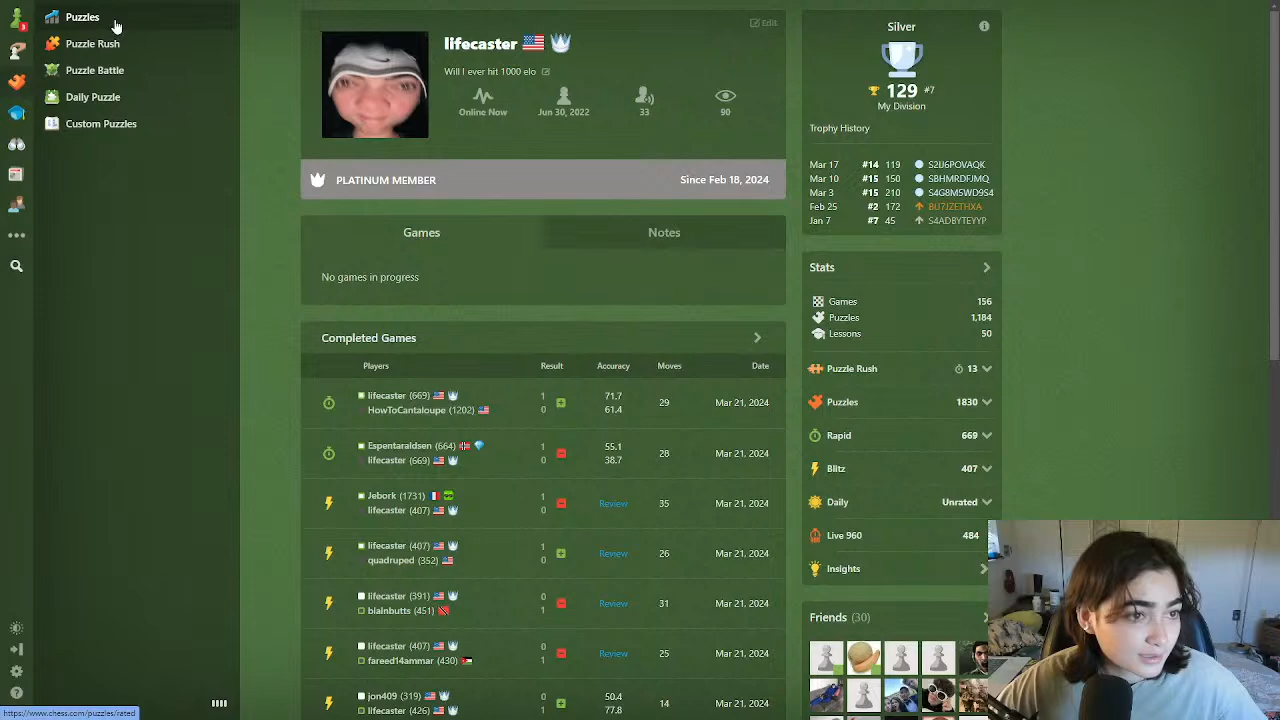 3
Puzzles
Puzzle Rush
Puzzle Battle
Daily Puzzle
Custom Puzzles
Edit
lifecaster
Will I ever hit 1000 elo
Online Now Jun 30, 2022 33 90
PLATINUM MEMBER Since Feb 18, 2024
Games Notes
No games in progress
Completed Games
Players Result Accuracy Moves Date
lifecaster (669) 1 71.7
HowToCantaloupe (1202) 0 61.4
29 Mar 21, 2024
Espentaraldsen (664) 1 55.1
lifecaster (669) 0 38.7
28 Mar 21, 2024
Jebork (1731) 1
lifecaster (407) 0
Review 35 Mar 21, 2024
lifecaster (407) 1
quadruped (352) 0
Review 26 Mar 21, 2024
lifecaster (391) 0
blainbutts (451) 1
Review 31 Mar 21, 2024
lifecaster (407) 0
fareed14ammar (430) 1
Review 25 Mar 21, 2024
jon409 (319) 0 50.4
lifecaster (426) 1 77.8
14 Mar 21, 2024
Silver
129 #7
My Division
Trophy History
Mar 17 #14 119 S2IJ6POVAQK
Mar 10 #15 150 SBHMRDFJMQ
Mar 3 #15 210 S4G8M5WD9S4
Feb 25 #2 172 BU7IZETHXA
Jan 7 #7 45 S4ADBYTEYYP
Stats
Games 156
Puzzles 1,184
Lessons 50
Puzzle Rush 13
Puzzles 1830
Rapid 669
Blitz 407
Daily Unrated
Live 960 484
Insights
Friends (30)
https://www.chess.com/puzzles/rated